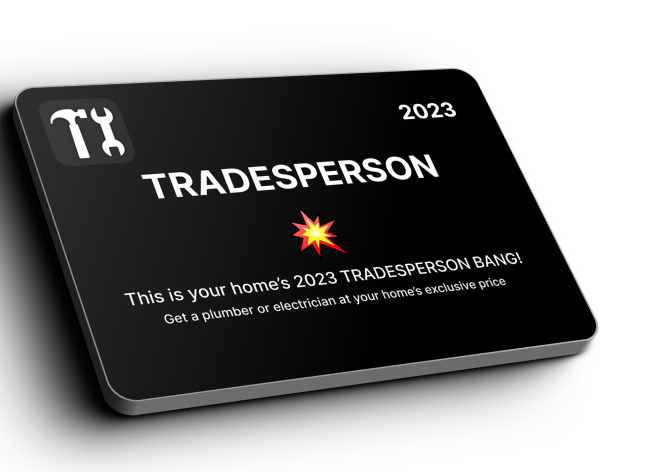 2023
TRADESPERSON
This is your home's 2023 TRADESPERSON BANG!
Get a plumber or electrician at your home's exclusive price